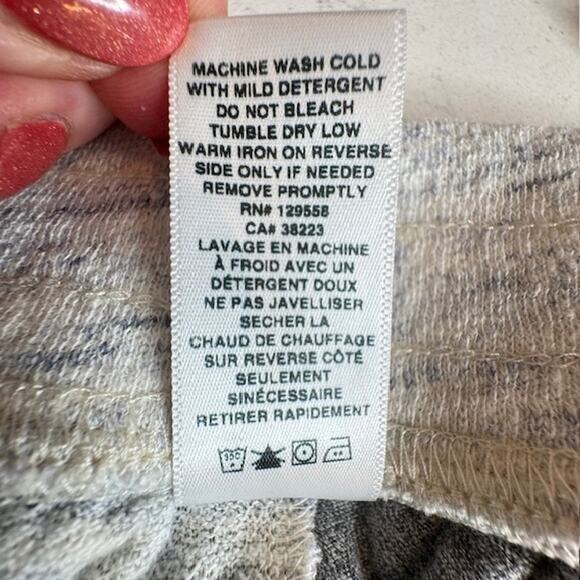 MACHINE WASH COLD
WITH MILD DETERGENT
DO NOT BLEACH
TUMBLE DRY LOW
WARM IRON ON REVERSE
SIDE ONLY IF NEEDED
REMOVE PROMPTLY
RN# 129558
CA# 38223
LAVAGE EN MACHINE
À FROID AVEC UN
DÉTERGENT DOUX
NE PAS JAVELLISER
SECHER LA
CHAUD DE CHAUFFAGE
SUR REVERSE CÔTÉ
SEULEMENT
SINÉCESSAIRE
RETIRER RAPIDEMENT
30C